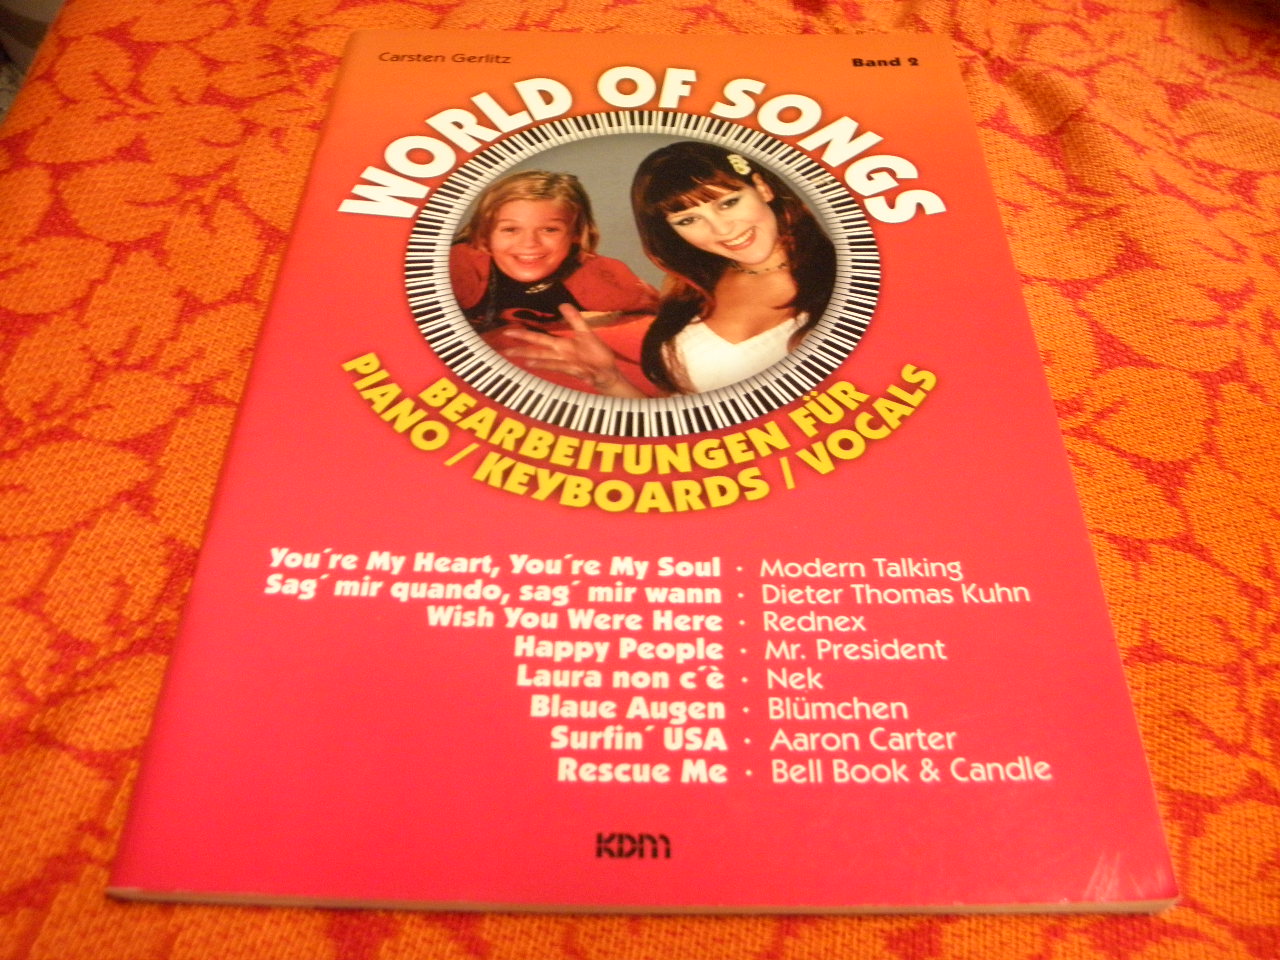 Carsten Gerlitz
Band 2
WORLD OF SONGS
BEARBEITUNGEN FÜR
PIANO / KEYBOARDS / VOCALS
You´re My Heart, You´re My Soul · Modern Talking
Sag´ mir quando, sag´ mir wann · Dieter Thomas Kuhn
Wish You Were Here · Rednex
Happy People · Mr. President
Laura non c´è · Nek
Blaue Augen · Blümchen
Surfin´ USA · Aaron Carter
Rescue Me · Bell Book & Candle
KDM